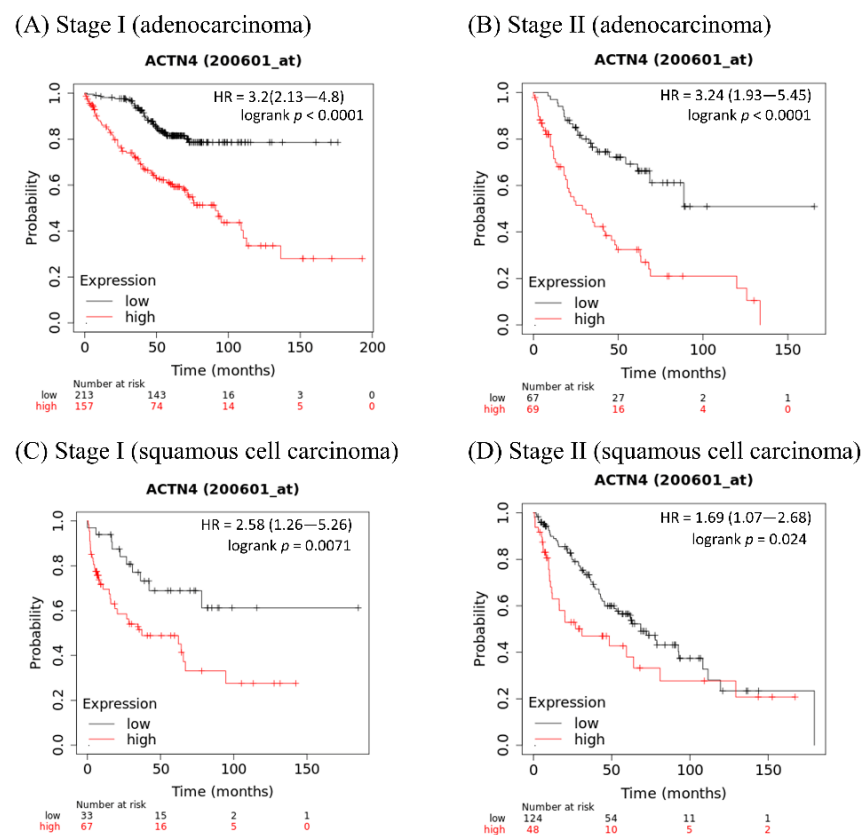 (A) Stage I (adenocarcinoma)
ACTN4 (200601_at)
HR = 3.2(2.13—4.8)
logrank p < 0.0001
Probability
1.0
0.8
0.6
0.4
0.2
0.0
Expression
low
high
0 50 100 150 200
Time (months)
Number at risk
low 213 143 16 3 0
high 157 74 14 5 0
(B) Stage II (adenocarcinoma)
ACTN4 (200601_at)
HR = 3.24 (1.93—5.45)
logrank p < 0.0001
Probability
1.0
0.8
0.6
0.4
0.2
0.0
Expression
low
high
0 50 100 150
Time (months)
Number at risk
low 67 27 2 1
high 69 16 4 0
(C) Stage I (squamous cell carcinoma)
ACTN4 (200601_at)
HR = 2.58 (1.26—5.26)
logrank p = 0.0071
Probability
1.0
0.8
0.6
0.4
0.2
0.0
Expression
low
high
0 50 100 150
Time (months)
Number at risk
low 33 15 2 1
high 67 16 5 0
(D) Stage II (squamous cell carcinoma)
ACTN4 (200601_at)
HR = 1.69 (1.07—2.68)
logrank p = 0.024
Probability
1.0
0.8
0.6
0.4
0.2
0.0
Expression
low
high
0 50 100 150
Time (months)
Number at risk
low 124 54 11 1
high 48 10 5 2